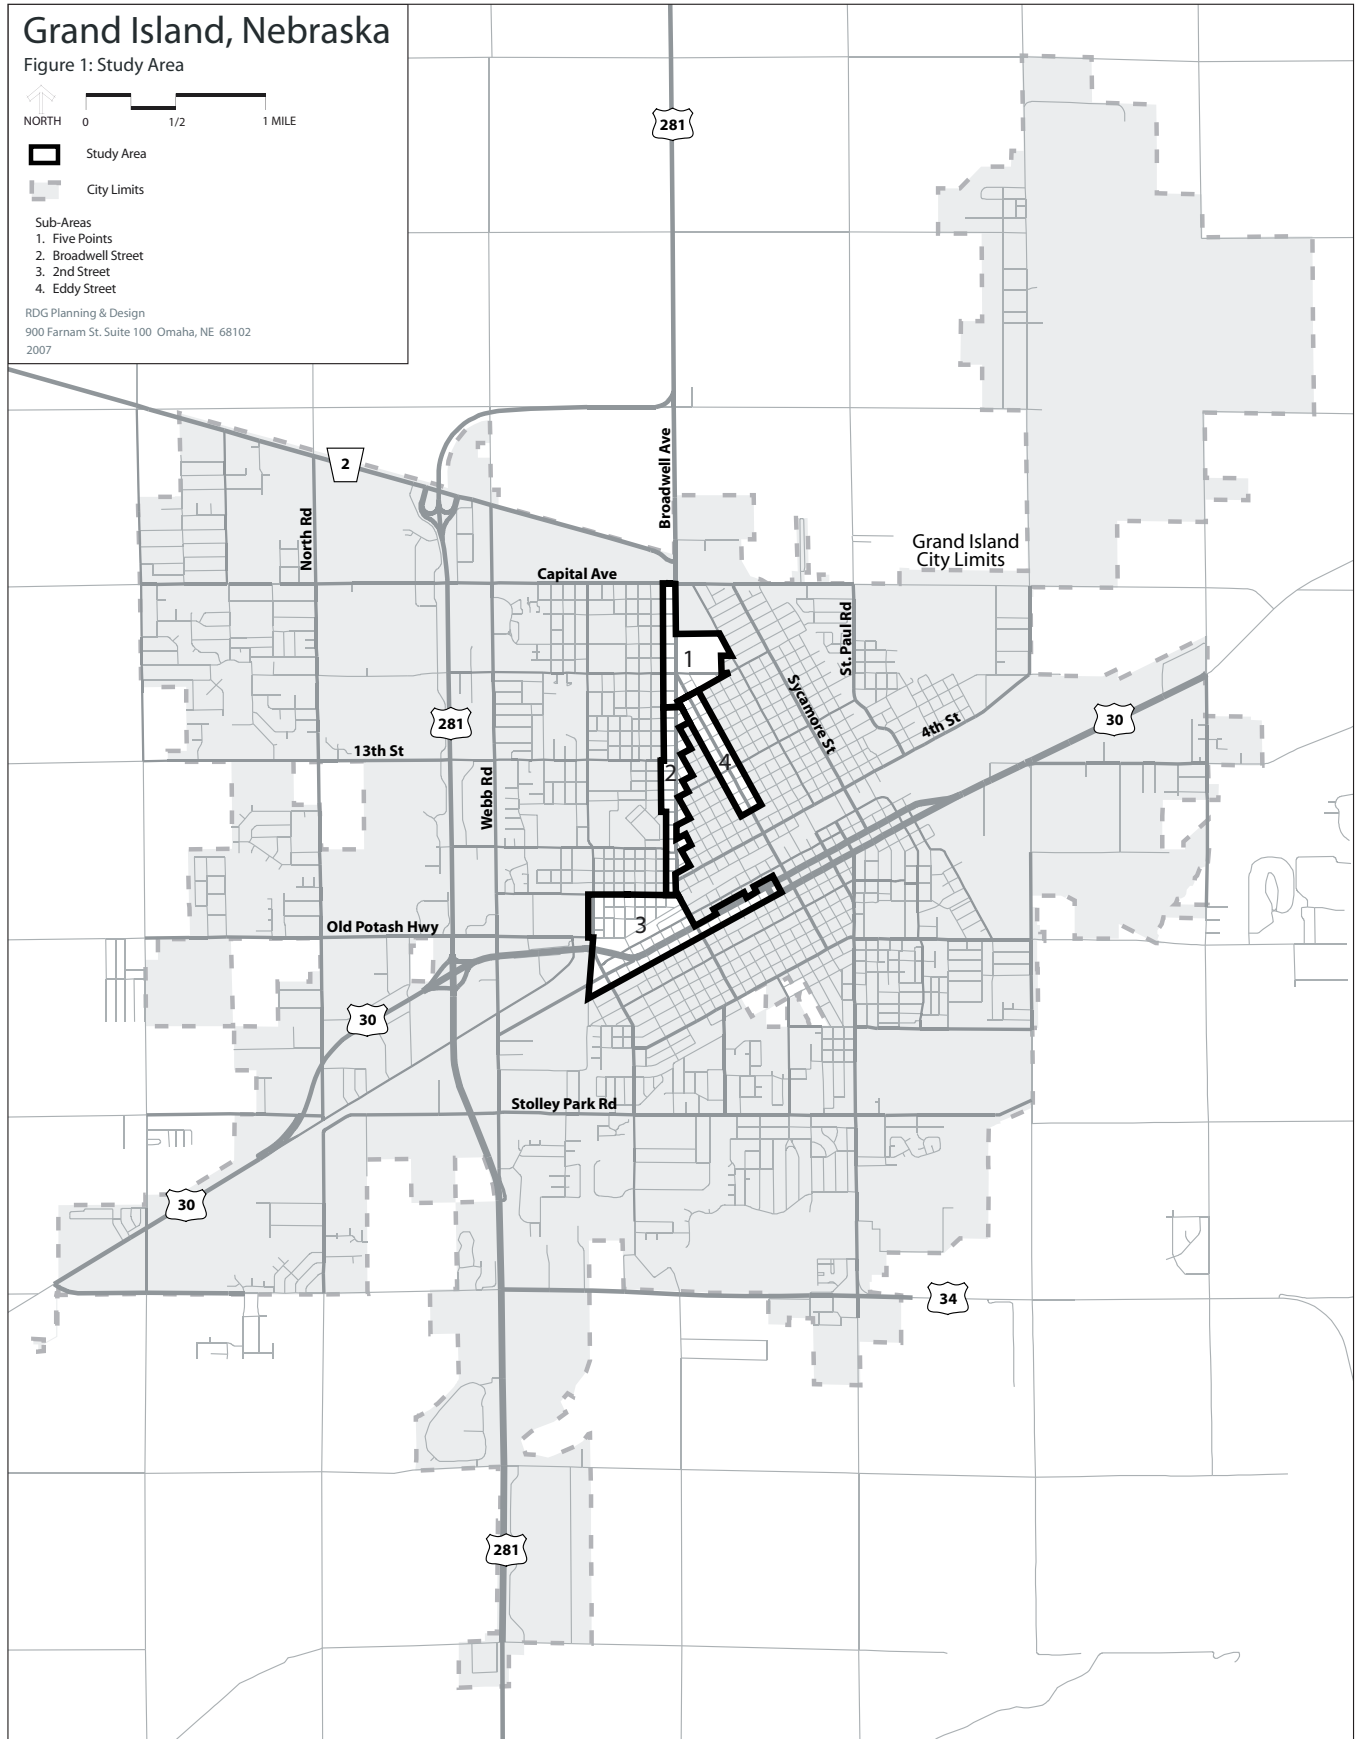 Grand Island, Nebraska
Figure 1: Study Area
NORTH
0 1/2 1 MILE
Study Area
City Limits
Sub-Areas
1. Five Points
2. Broadwell Street
3. 2nd Street
4. Eddy Street
RDG Planning & Design
900 Farnam St. Suite 100 Omaha, NE 68102
2007
281
2
Broadwell Ave
North Rd
Grand Island
City Limits
Capital Ave
St. Paul Rd
1
Sycamore St
281
30
4th St
13th St
2
4
Webb Rd
Old Potash Hwy
3
30
Stolley Park Rd
30
34
281